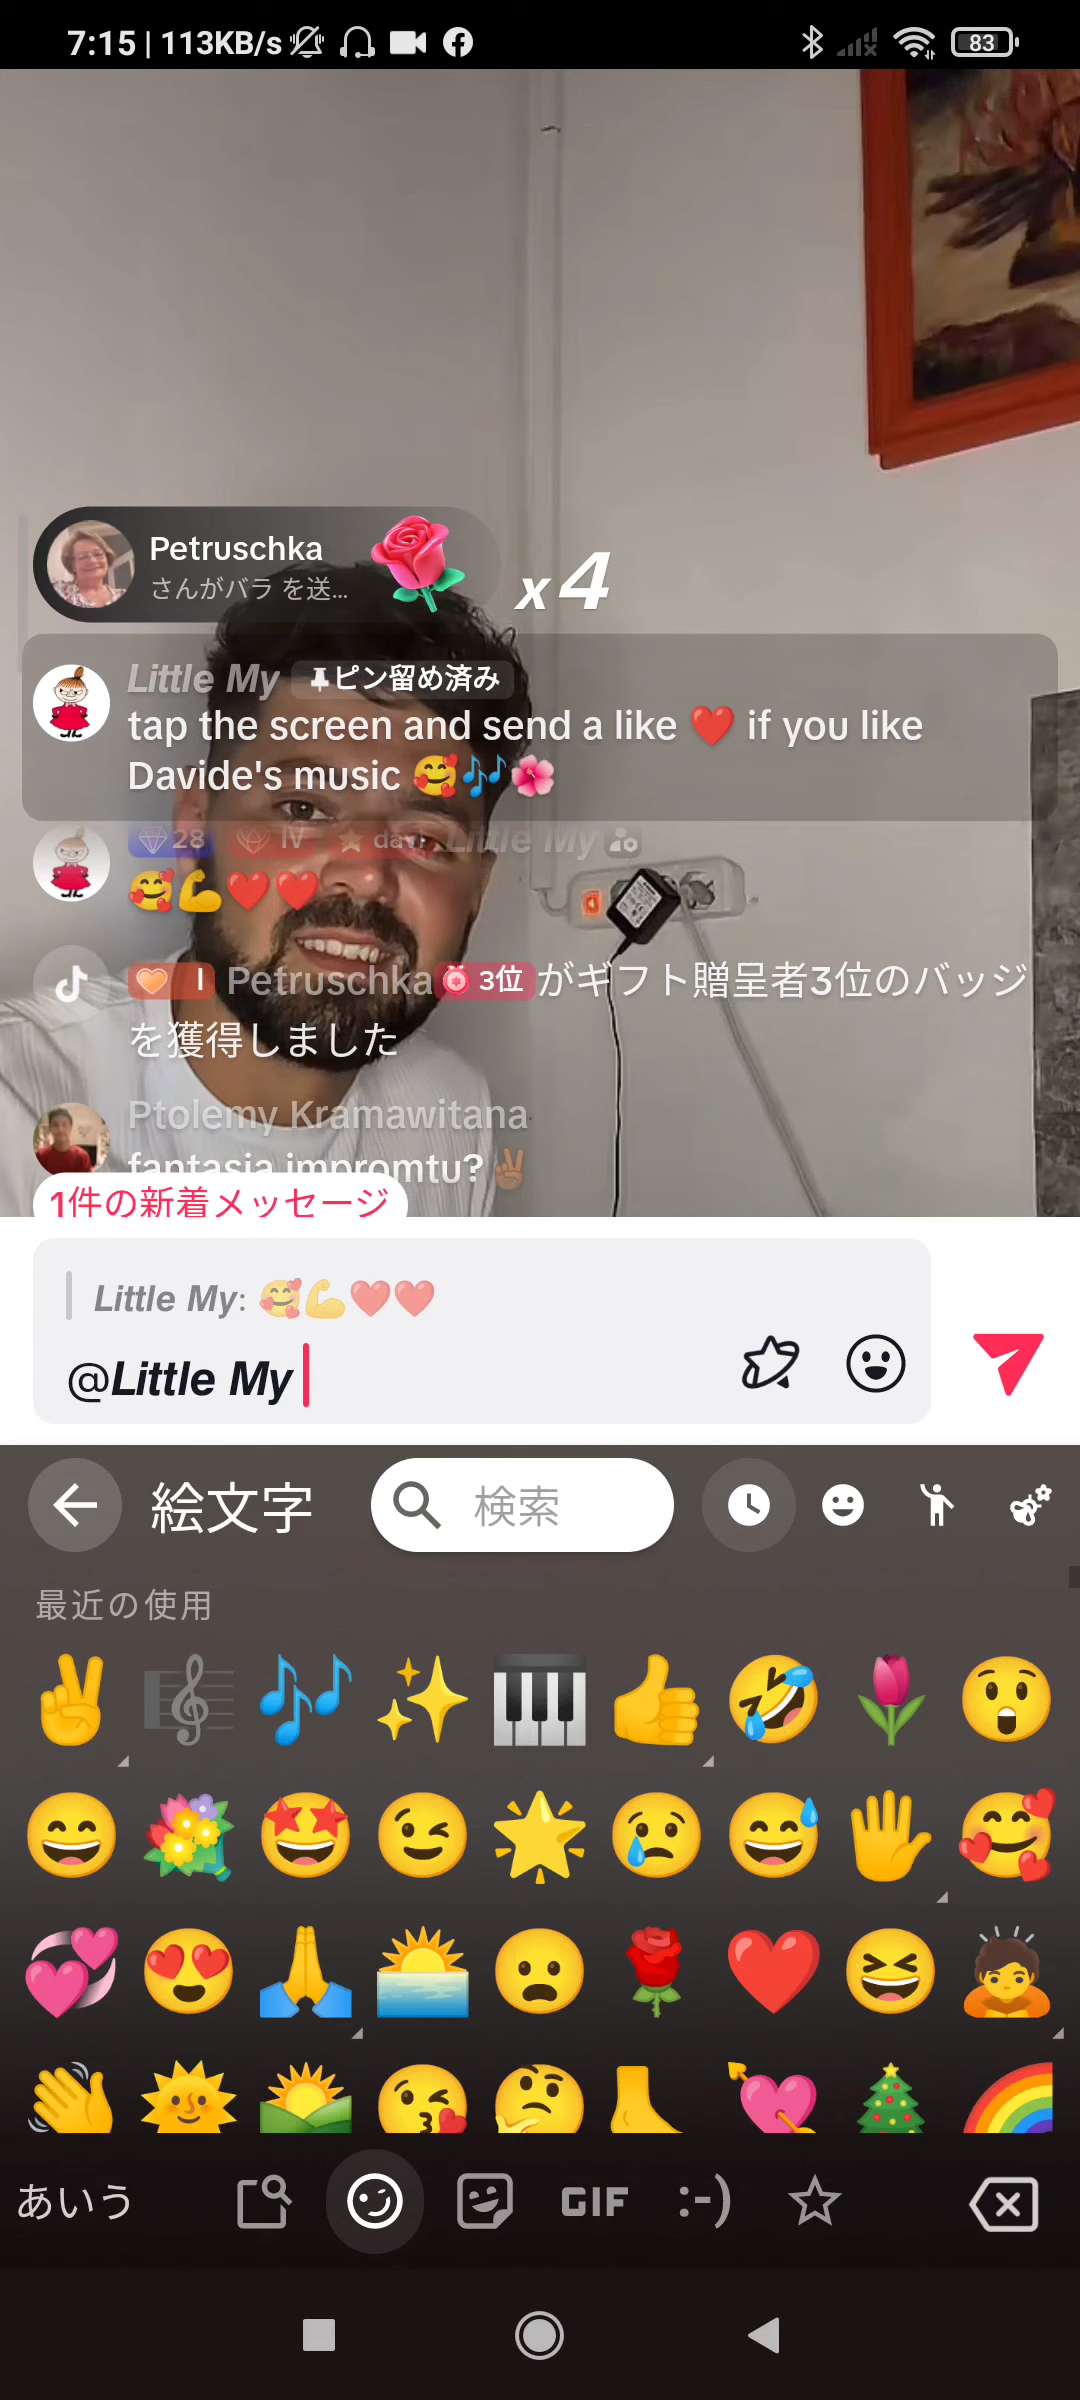 7:15 | 113KB/s
83
Petruschka
さんがバラ を送...
x4
Little My ピン留め済み
tap the screen and send a like ❤️ if you like
Davide's music 🥰🎶🌺
28 IV davi Little My
🥰💪❤️❤️
I Petruschka 3位 がギフト贈呈者3位のバッジ
を獲得しました
Ptolemy Kramawitana
fantasia impromtu?✌🏽
1件の新着メッセージ
Little My: 🥰💪❤️❤️
@Little My
絵文字
検索
最近の使用
あいう
GIF
:-)